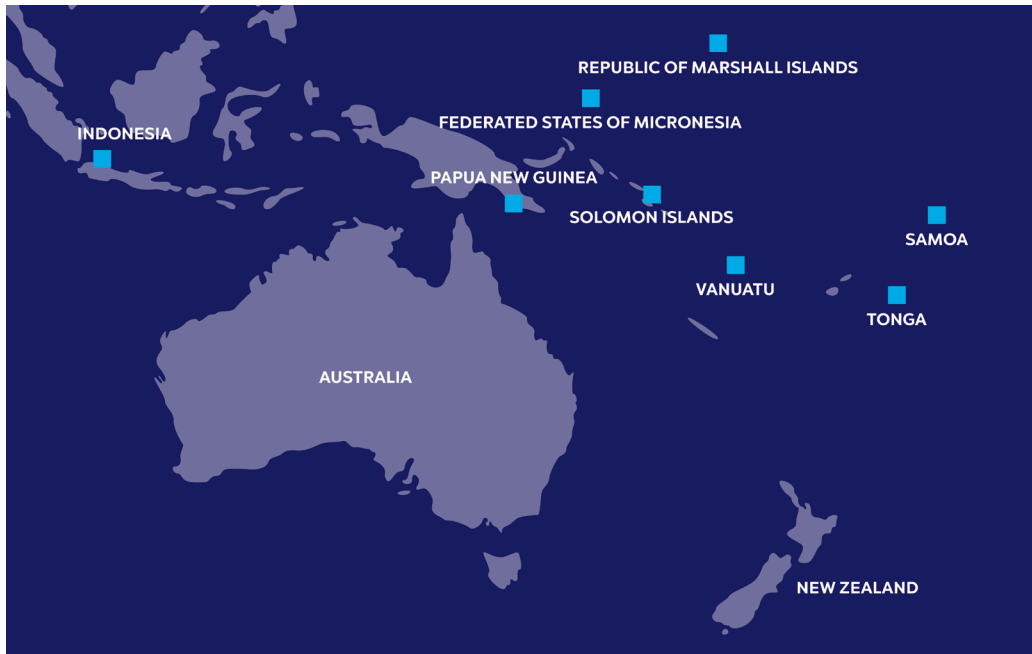 REPUBLIC OF MARSHALL ISLANDS
FEDERATED STATES OF MICRONESIA
INDONESIA
PAPUA NEW GUINEA
SOLOMON ISLANDS
SAMOA
VANUATU
TONGA
AUSTRALIA
NEW ZEALAND